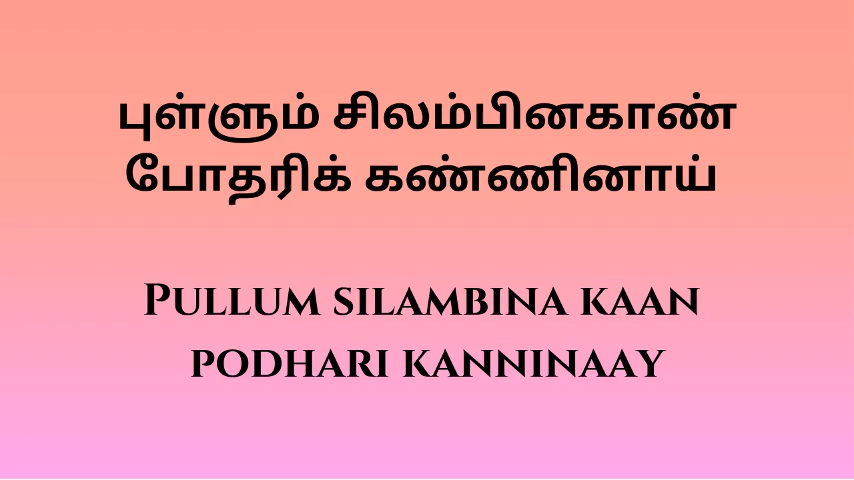 புள்ளும் சிலம்பினகாண்
போதரிக் கண்ணினாய்
Pullum silambina kaan
podhari kanninaay